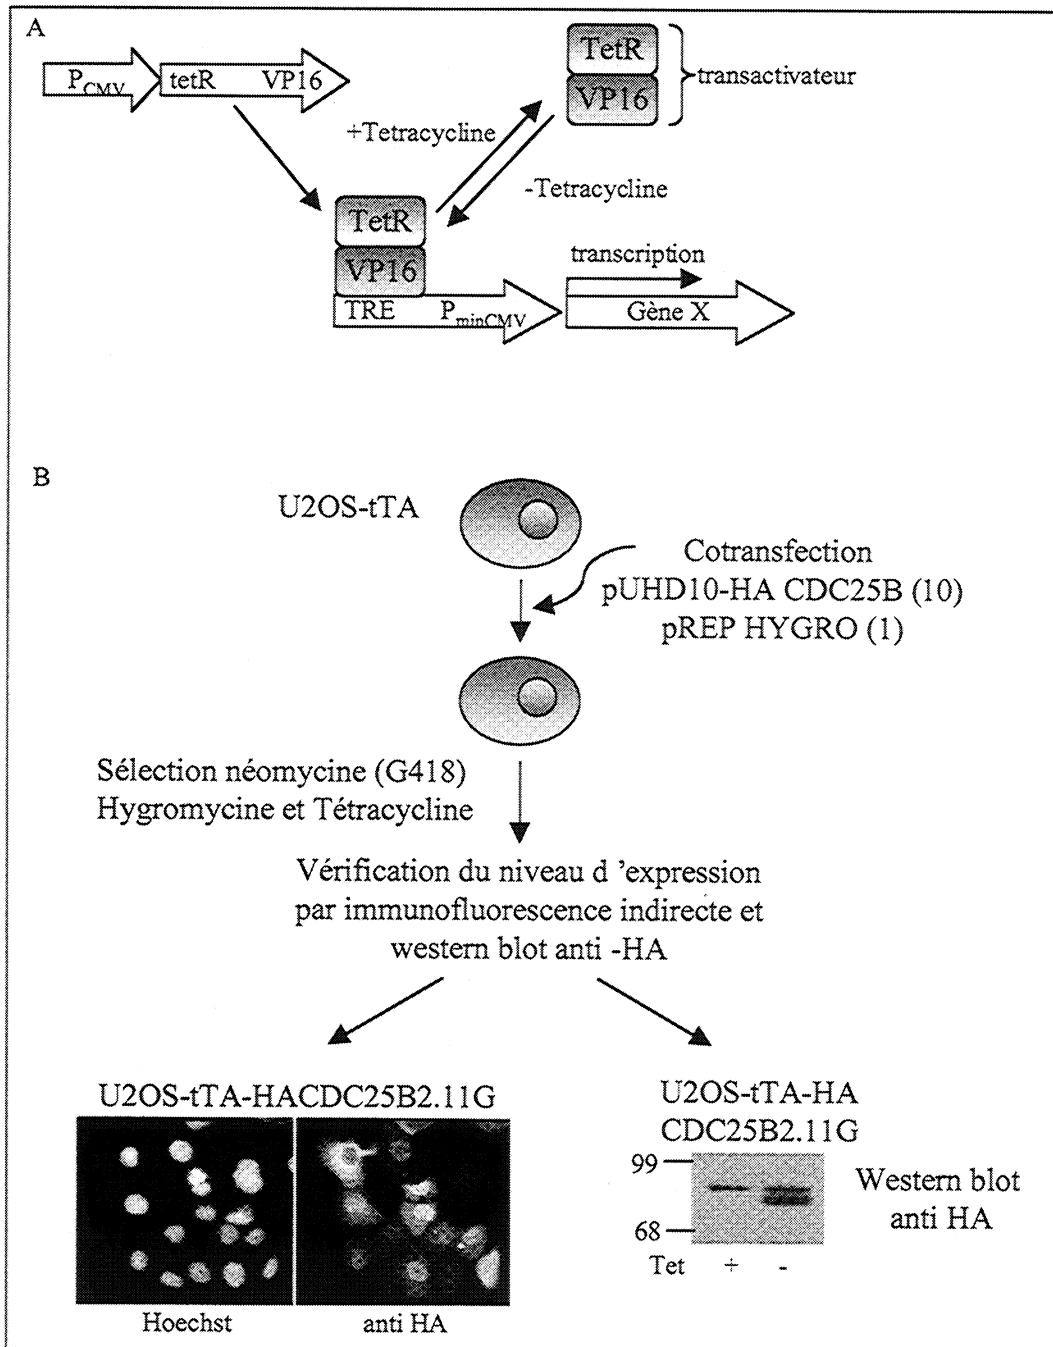 A
P_CMV tetR VP16
TetR
VP16
transactivateur
+Tetracycline
-Tetracycline
TetR
VP16
TRE P_minCMV
transcription
Gène X
B
U2OS-tTA
Cotransfection
pUHD10-HA CDC25B (10)
pREP HYGRO (1)
Sélection néomycine (G418)
Hygromycine et Tétracycline
Vérification du niveau d ’expression
par immunofluorescence indirecte et
western blot anti -HA
U2OS-tTA-HACDC25B2.11G
Hoechst
anti HA
U2OS-tTA-HA
CDC25B2.11G
99
68
Tet + -
Western blot
anti HA